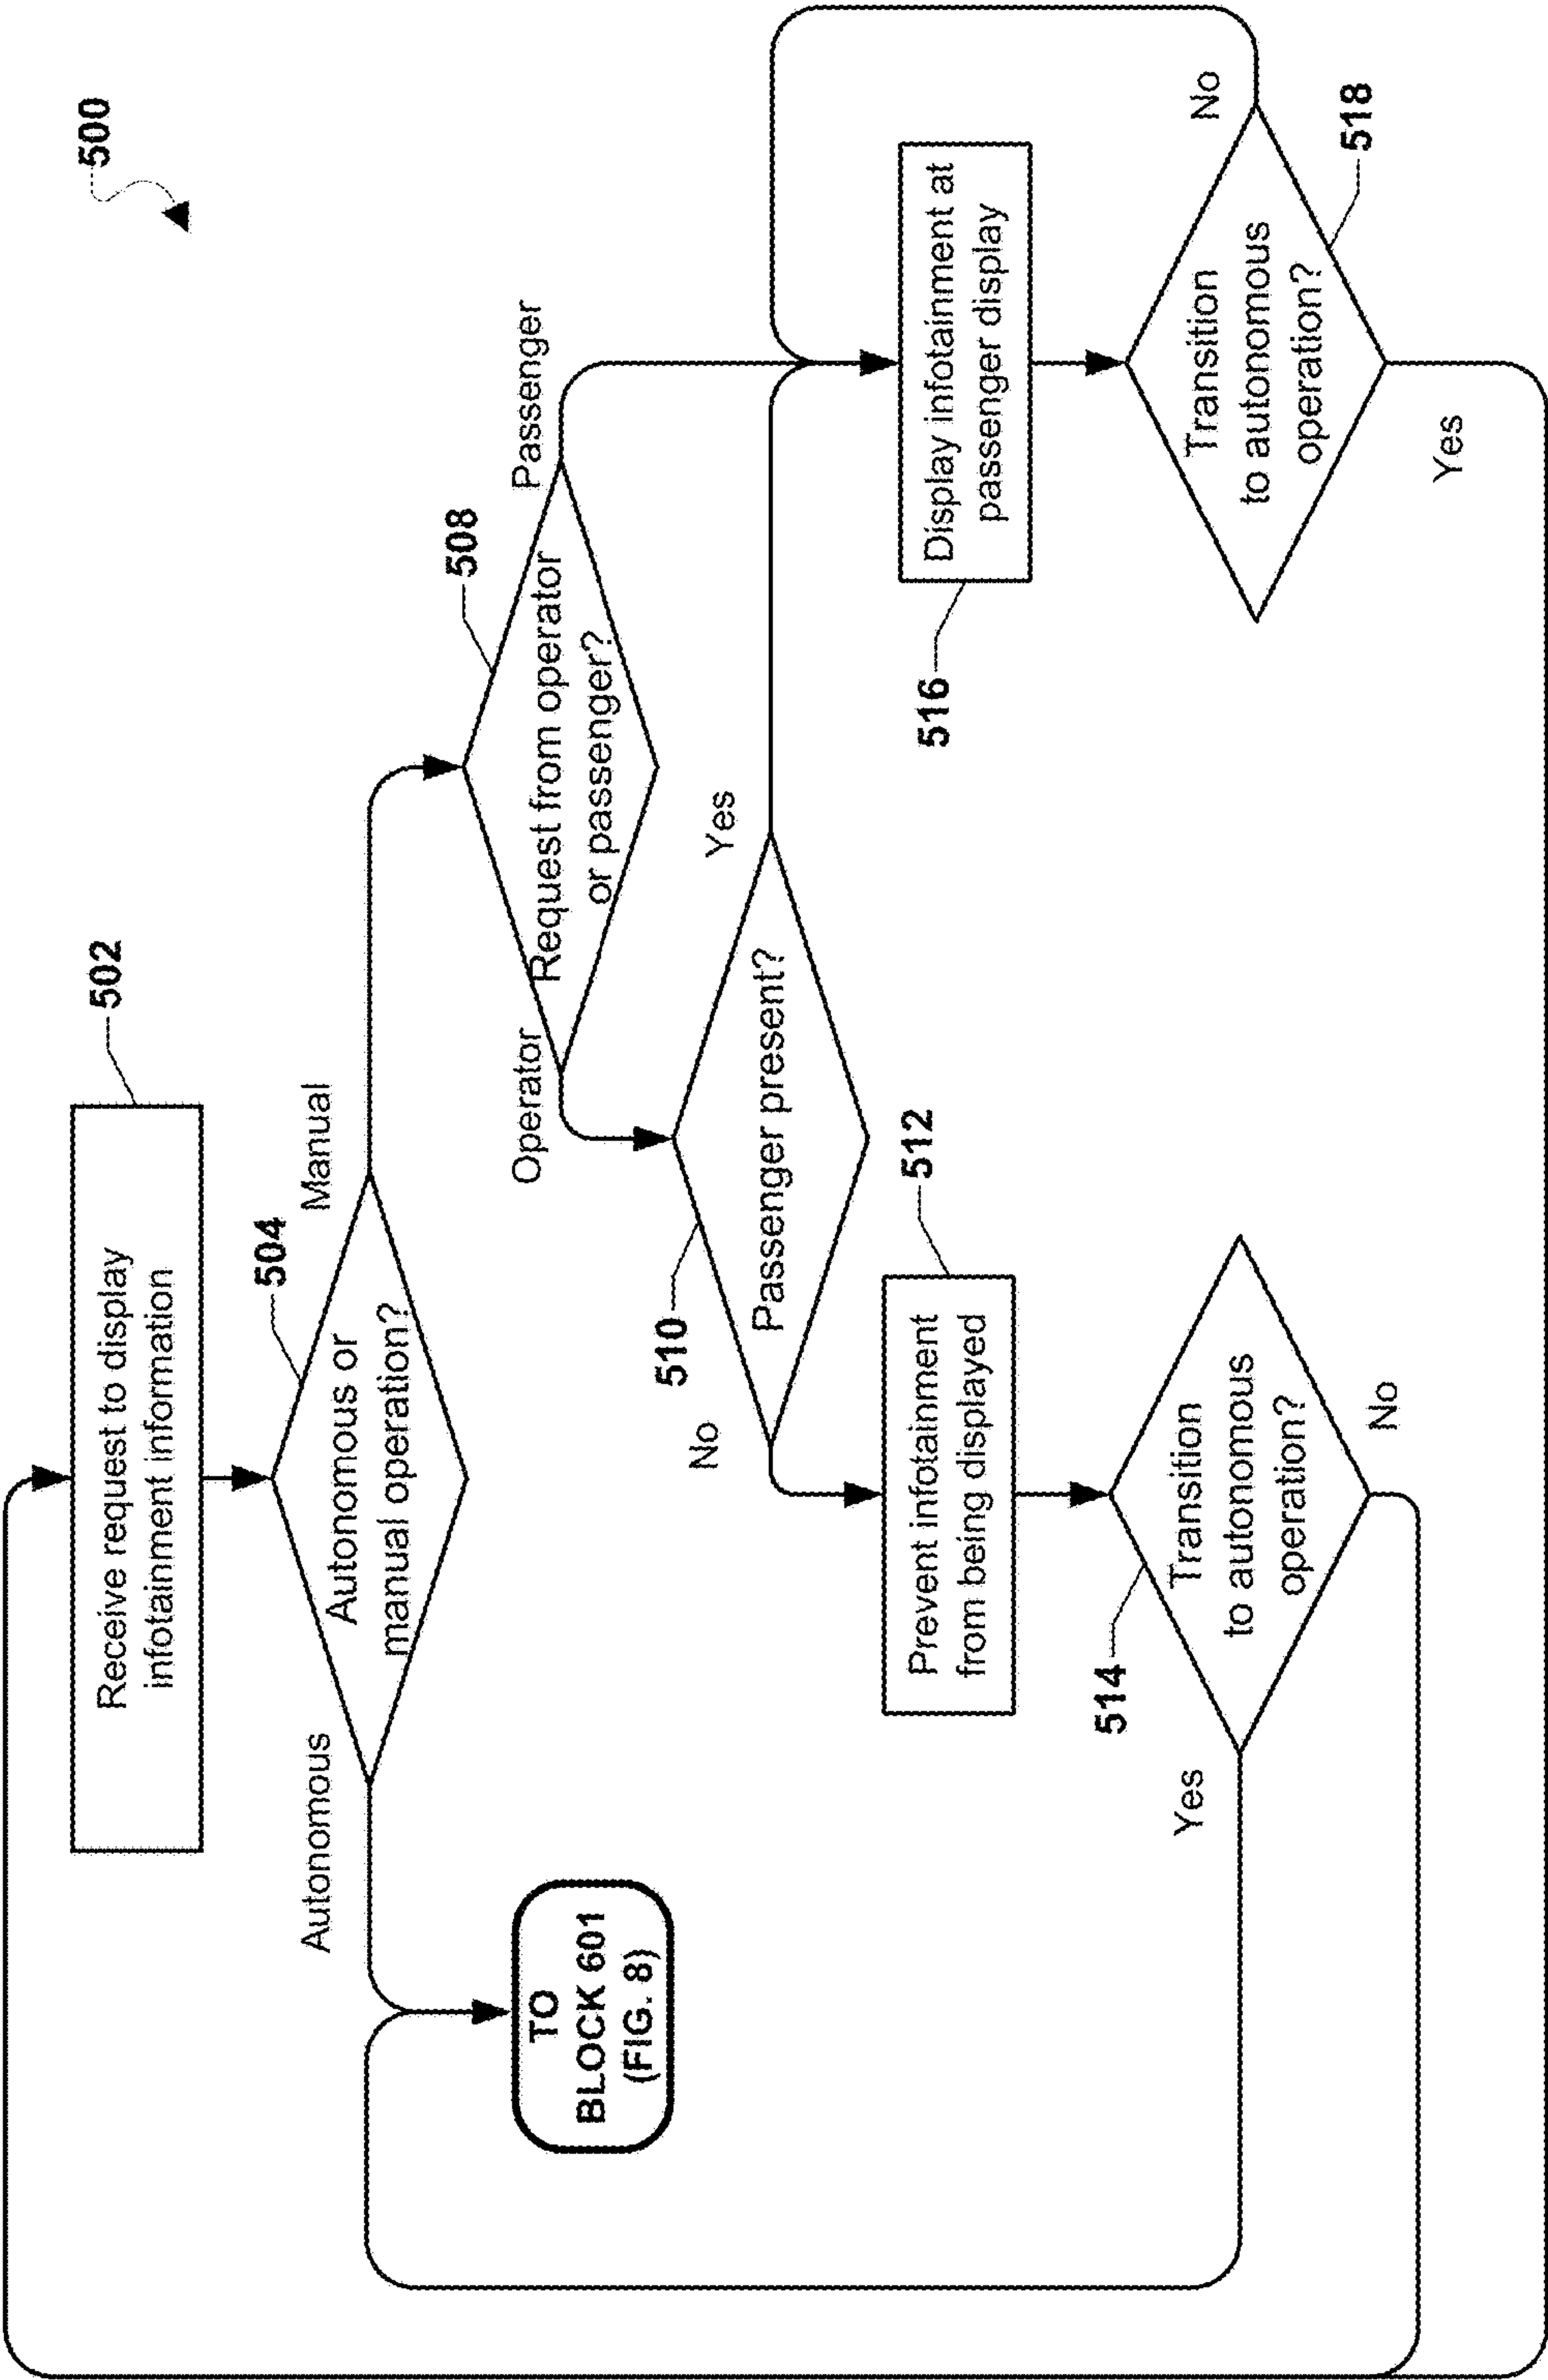 500
502
Receive request to display
infotainment information
504
Autonomous or
manual operation?
Autonomous
Manual
TO
BLOCK 601
(FIG. 8)
508
Request from operator
or passenger?
Operator
Passenger
510
Passenger present?
No
Yes
512
Prevent infotainment
from being displayed
516
Display infotainment at
passenger display
514
Transition
to autonomous
operation?
Yes
No
518
Transition
to autonomous
operation?
No
Yes